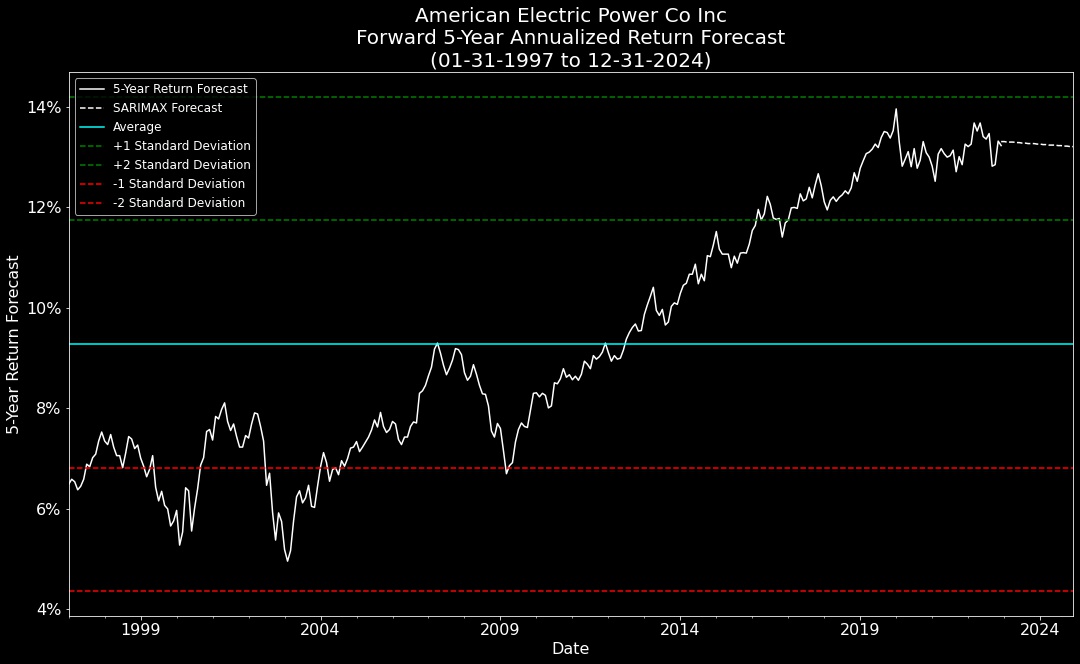 American Electric Power Co Inc
Forward 5-Year Annualized Return Forecast
(01-31-1997 to 12-31-2024)
5-Year Return Forecast
SARIMAX Forecast
Average
+1 Standard Deviation
+2 Standard Deviation
-1 Standard Deviation
-2 Standard Deviation
14%
12%
10%
8%
6%
4%
5-Year Return Forecast
1999
2004
2009
2014
2019
2024
Date